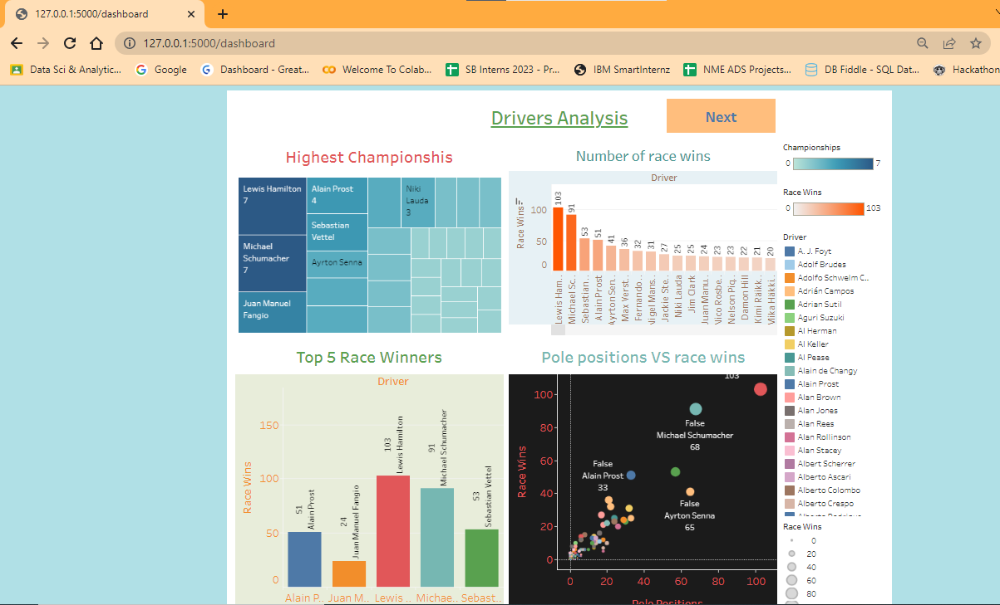 127.0.0.1:5000/dashboard
127.0.0.1:5000/dashboard
Data Sci & Analytic...
Google
Dashboard - Great...
Welcome To Colab...
SB Interns 2023 - Pr...
IBM SmartInternz
NME ADS Projects...
DB Fiddle - SQL Dat...
Hackathon
Drivers Analysis
Next
Highest Championshis
Lewis Hamilton
7
Michael
Schumacher
7
Juan Manuel
Fangio
Alain Prost
4
Sebastian
Vettel
Ayrton Senna
Niki
Lauda
3
Number of race wins
Driver
Race Wins
100
50
0
103
91
53
51
41
36
32
31
27
25
25
24
23
23
22
21
20
Lewis Ham..
Michael Sc..
Sebastian..
Alain Prost
Ayrton Sen..
Max Verst..
Fernando..
Nigel Mans..
Jackie Ste..
Niki Lauda
Jim Clark
Juan Manu..
Nico Rosbe..
Nelson Piq..
Damon Hill
Kimi Räikk..
Mika Häkki..
Championships
0
7
Race Wins
0
103
Driver
A. J. Foyt
Adolf Brudes
Adolfo Schwelm C..
Adrián Campos
Adrian Sutil
Aguri Suzuki
Al Herman
Al Keller
Al Pease
Alain de Changy
Alain Prost
Alan Brown
Alan Jones
Alan Rees
Alan Rollinson
Alan Stacey
Albert Scherrer
Alberto Ascari
Alberto Colombo
Alberto Crespo
Race Wins
0
20
40
60
80
Top 5 Race Winners
Driver
Race Wins
150
100
50
0
51
Alain Prost
24
Juan Manuel Fangio
103
Lewis Hamilton
91
Michael Schumacher
53
Sebastian Vettel
Alain P..
Juan M..
Lewis ..
Michae..
Sebast..
Pole positions VS race wins
Race Wins
100
80
60
40
20
0
103
False
Michael Schumacher
68
False
Alain Prost
33
False
Ayrton Senna
65
0
20
40
60
80
100
Pole Positions